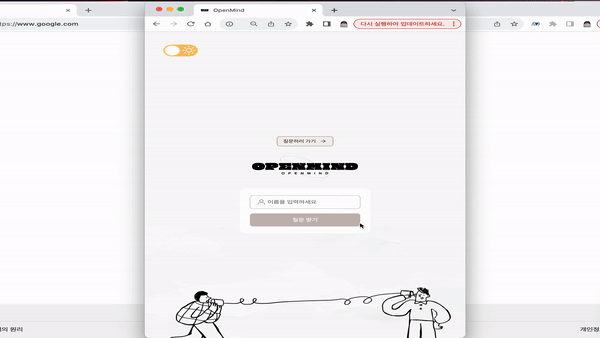 OpenMind
tps://www.google.com
다시 실행하여 업데이트하세요.
질문하러 가기 →
OPENMIND
OPENMIND
이름을 입력하세요
질문 받기
의 원리
개인정